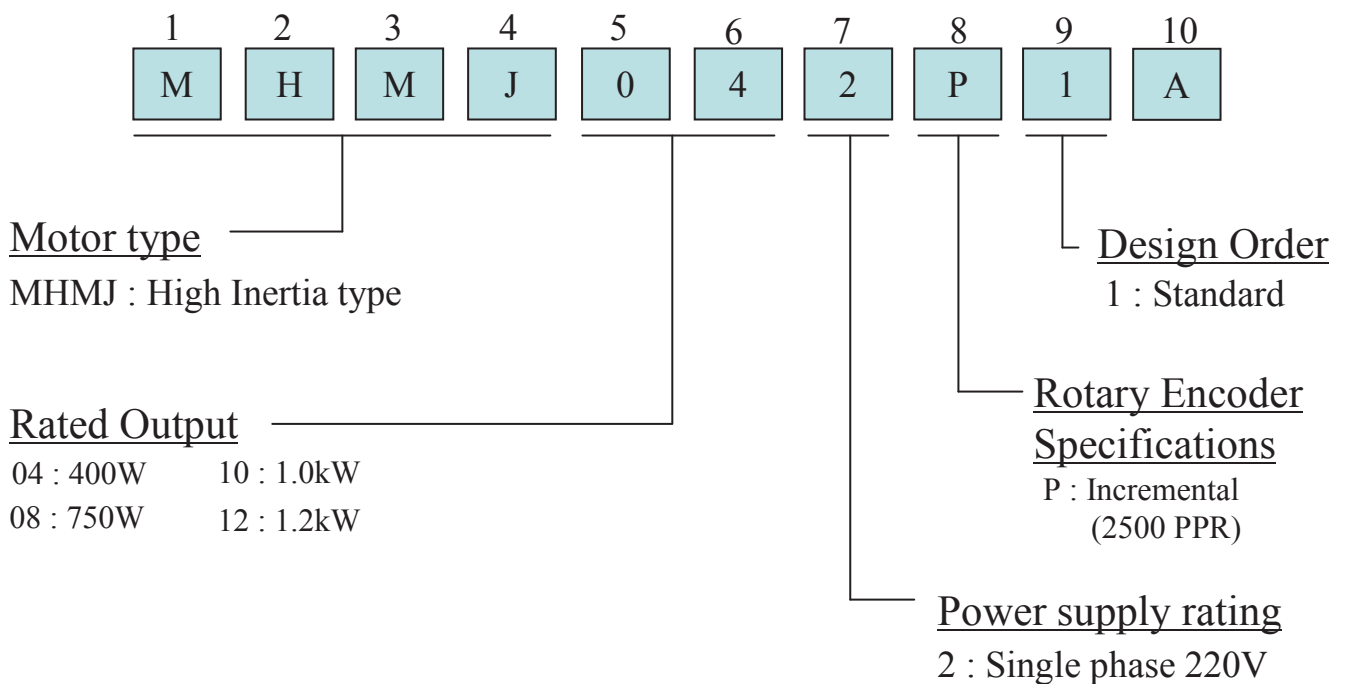 1 2 3 4 5 6 7 8 9 10
M H M J 0 4 2 P 1 A
Motor type
MHMJ : High Inertia type
Design Order
1 : Standard
Rated Output
04 : 400W 10 : 1.0kW
08 : 750W 12 : 1.2kW
Rotary Encoder
Specifications
P : Incremental
(2500 PPR)
Power supply rating
2 : Single phase 220V